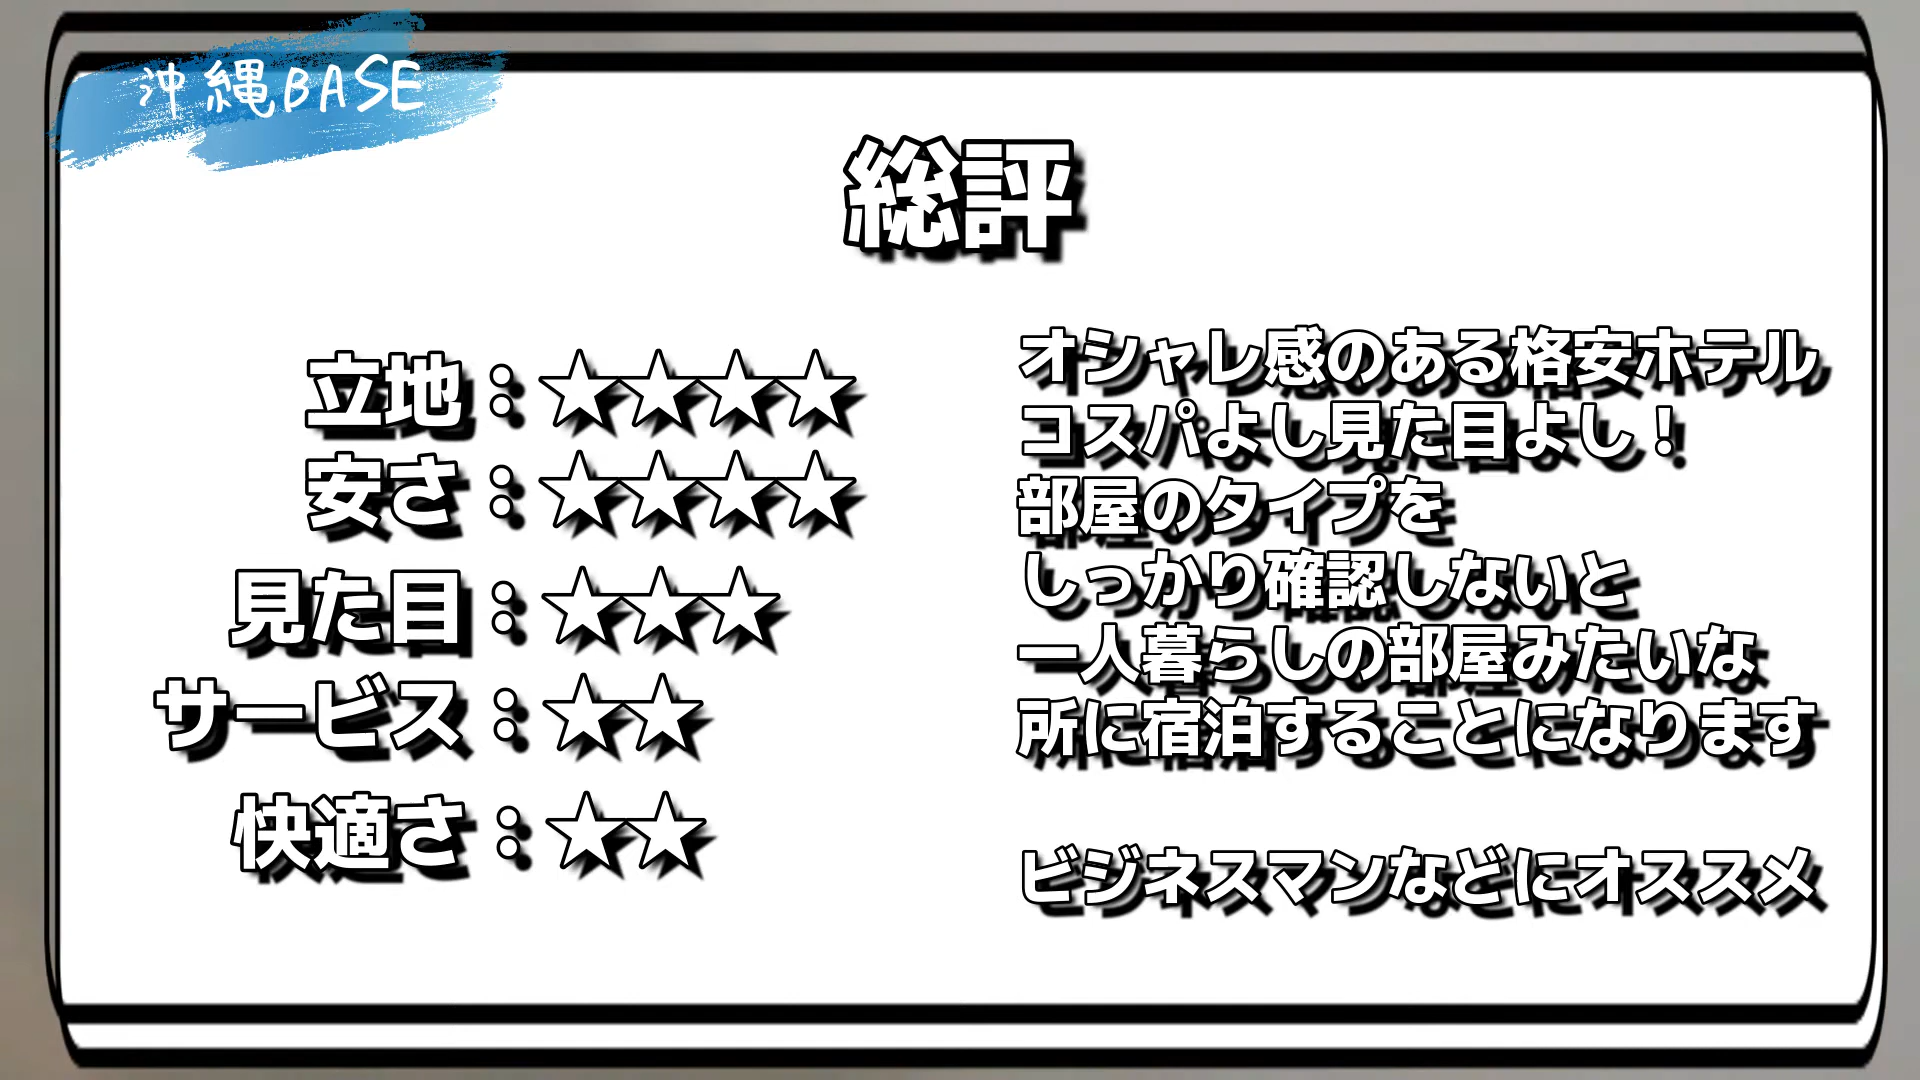 沖縄BASE
総評
立地：★★★★
安さ：★★★★
見た目：★★★
サービス：★★
快適さ：★★
オシャレ感のある格安ホテル
コスパよし見た目よし！
部屋のタイプを
しっかり確認しないと
一人暮らしの部屋みたいな
所に宿泊することになります
ビジネスマンなどにオススメ